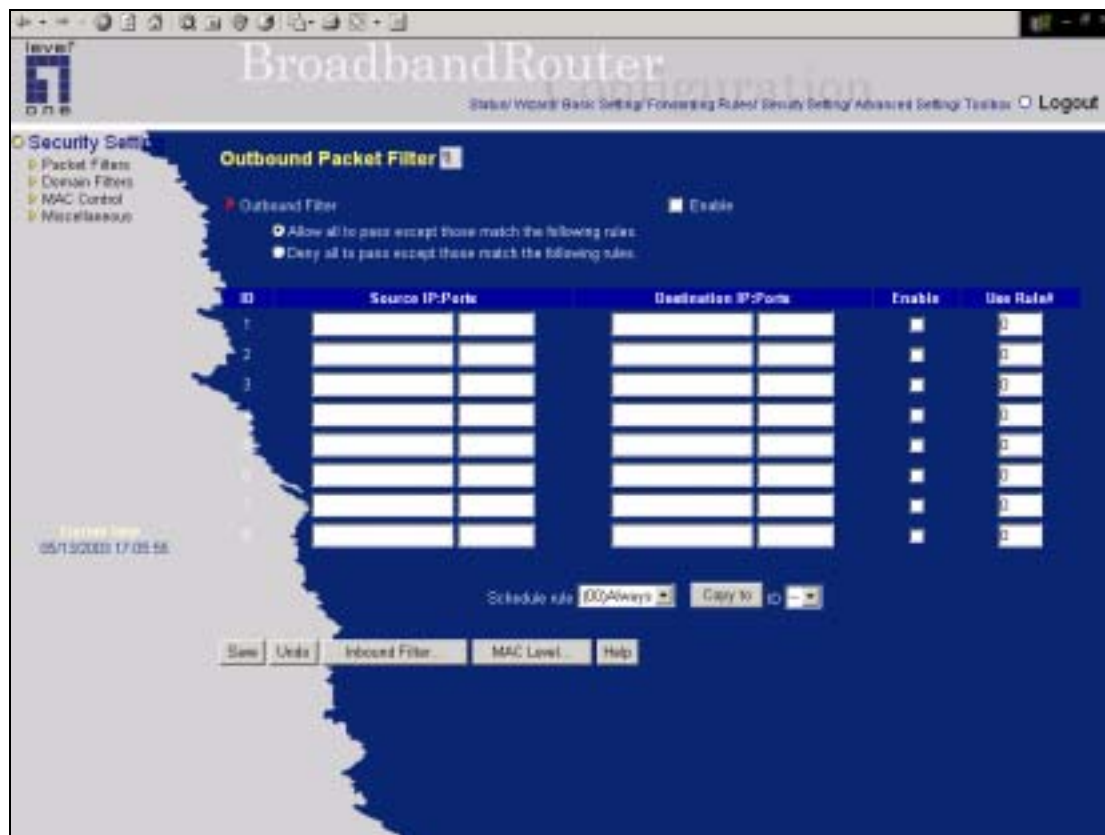 level
one
BroadbandRouter
Configuration
Status/ Wizard/ Basic Setting/ Forwarding Rules/ Security Setting/ Advanced Setting/ Toolbox Logout
Security Setting
Packet Filters
Domain Filters
MAC Control
Miscellaneous
Outbound Packet Filter
Outbound Filter Enable
Allow all to pass except those match the following rules.
Deny all to pass except those match the following rules.
ID Source IP:Ports Destination IP:Ports Enable Use Rule#
1 0
2 0
3 0
0
0
0
0
0
05/13/2003 17:05:56
Schedule rule (00)Always Copy to ID --
Save Undo Inbound Filter... MAC Level... Help